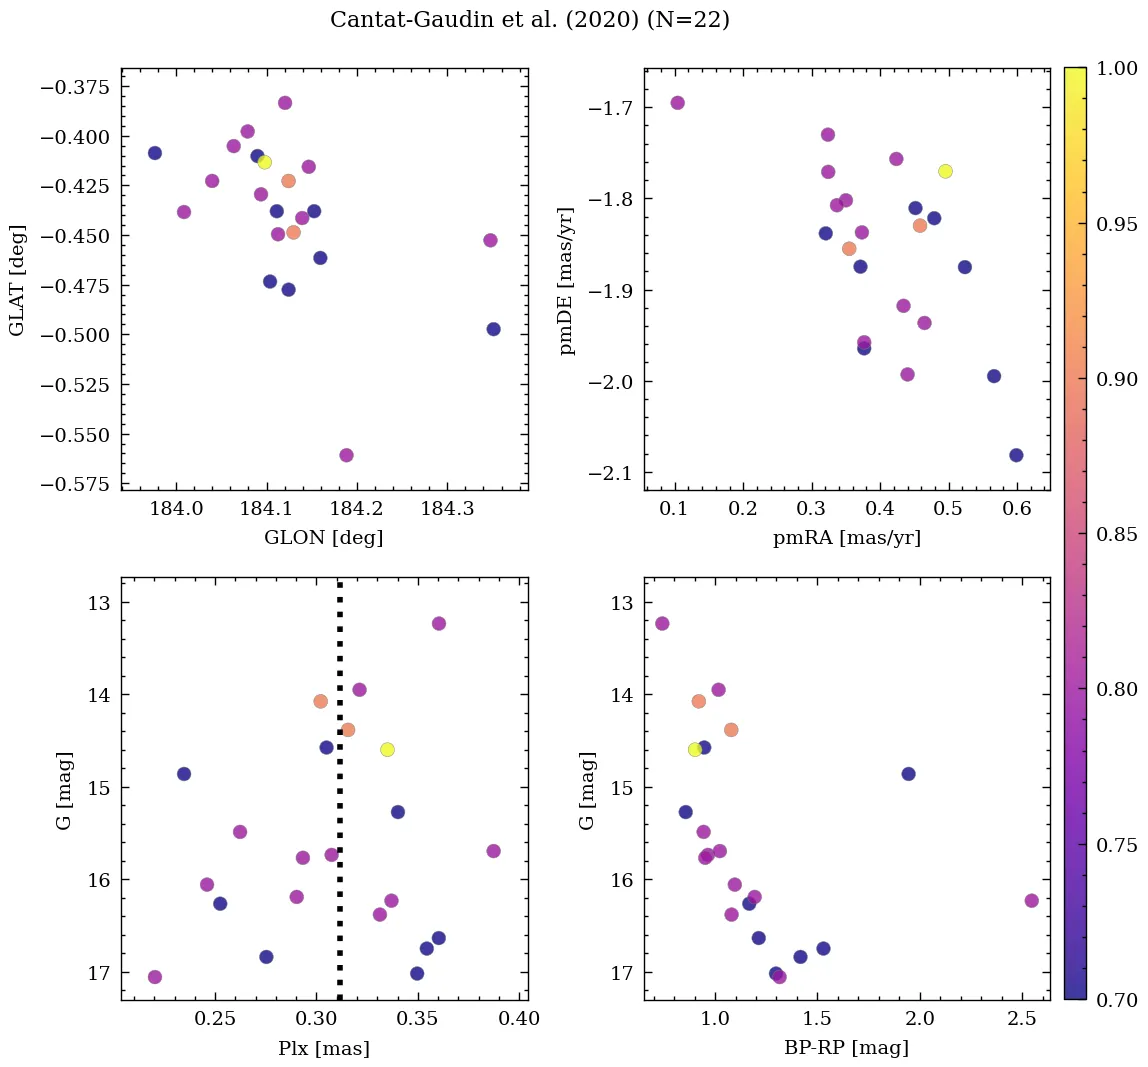 Cantat-Gaudin et al. (2020) (N=22)
−0.375
−0.400
−0.425
−0.450
−0.475
−0.500
−0.525
−0.550
−0.575
GLAT [deg]
184.0 184.1 184.2 184.3
GLON [deg]
−1.7
−1.8
−1.9
−2.0
−2.1
pmDE [mas/yr]
0.1 0.2 0.3 0.4 0.5 0.6
pmRA [mas/yr]
13
14
15
16
17
G [mag]
0.25 0.30 0.35 0.40
Plx [mas]
13
14
15
16
17
G [mag]
1.0 1.5 2.0 2.5
BP-RP [mag]
1.00
0.95
0.90
0.85
0.80
0.75
0.70